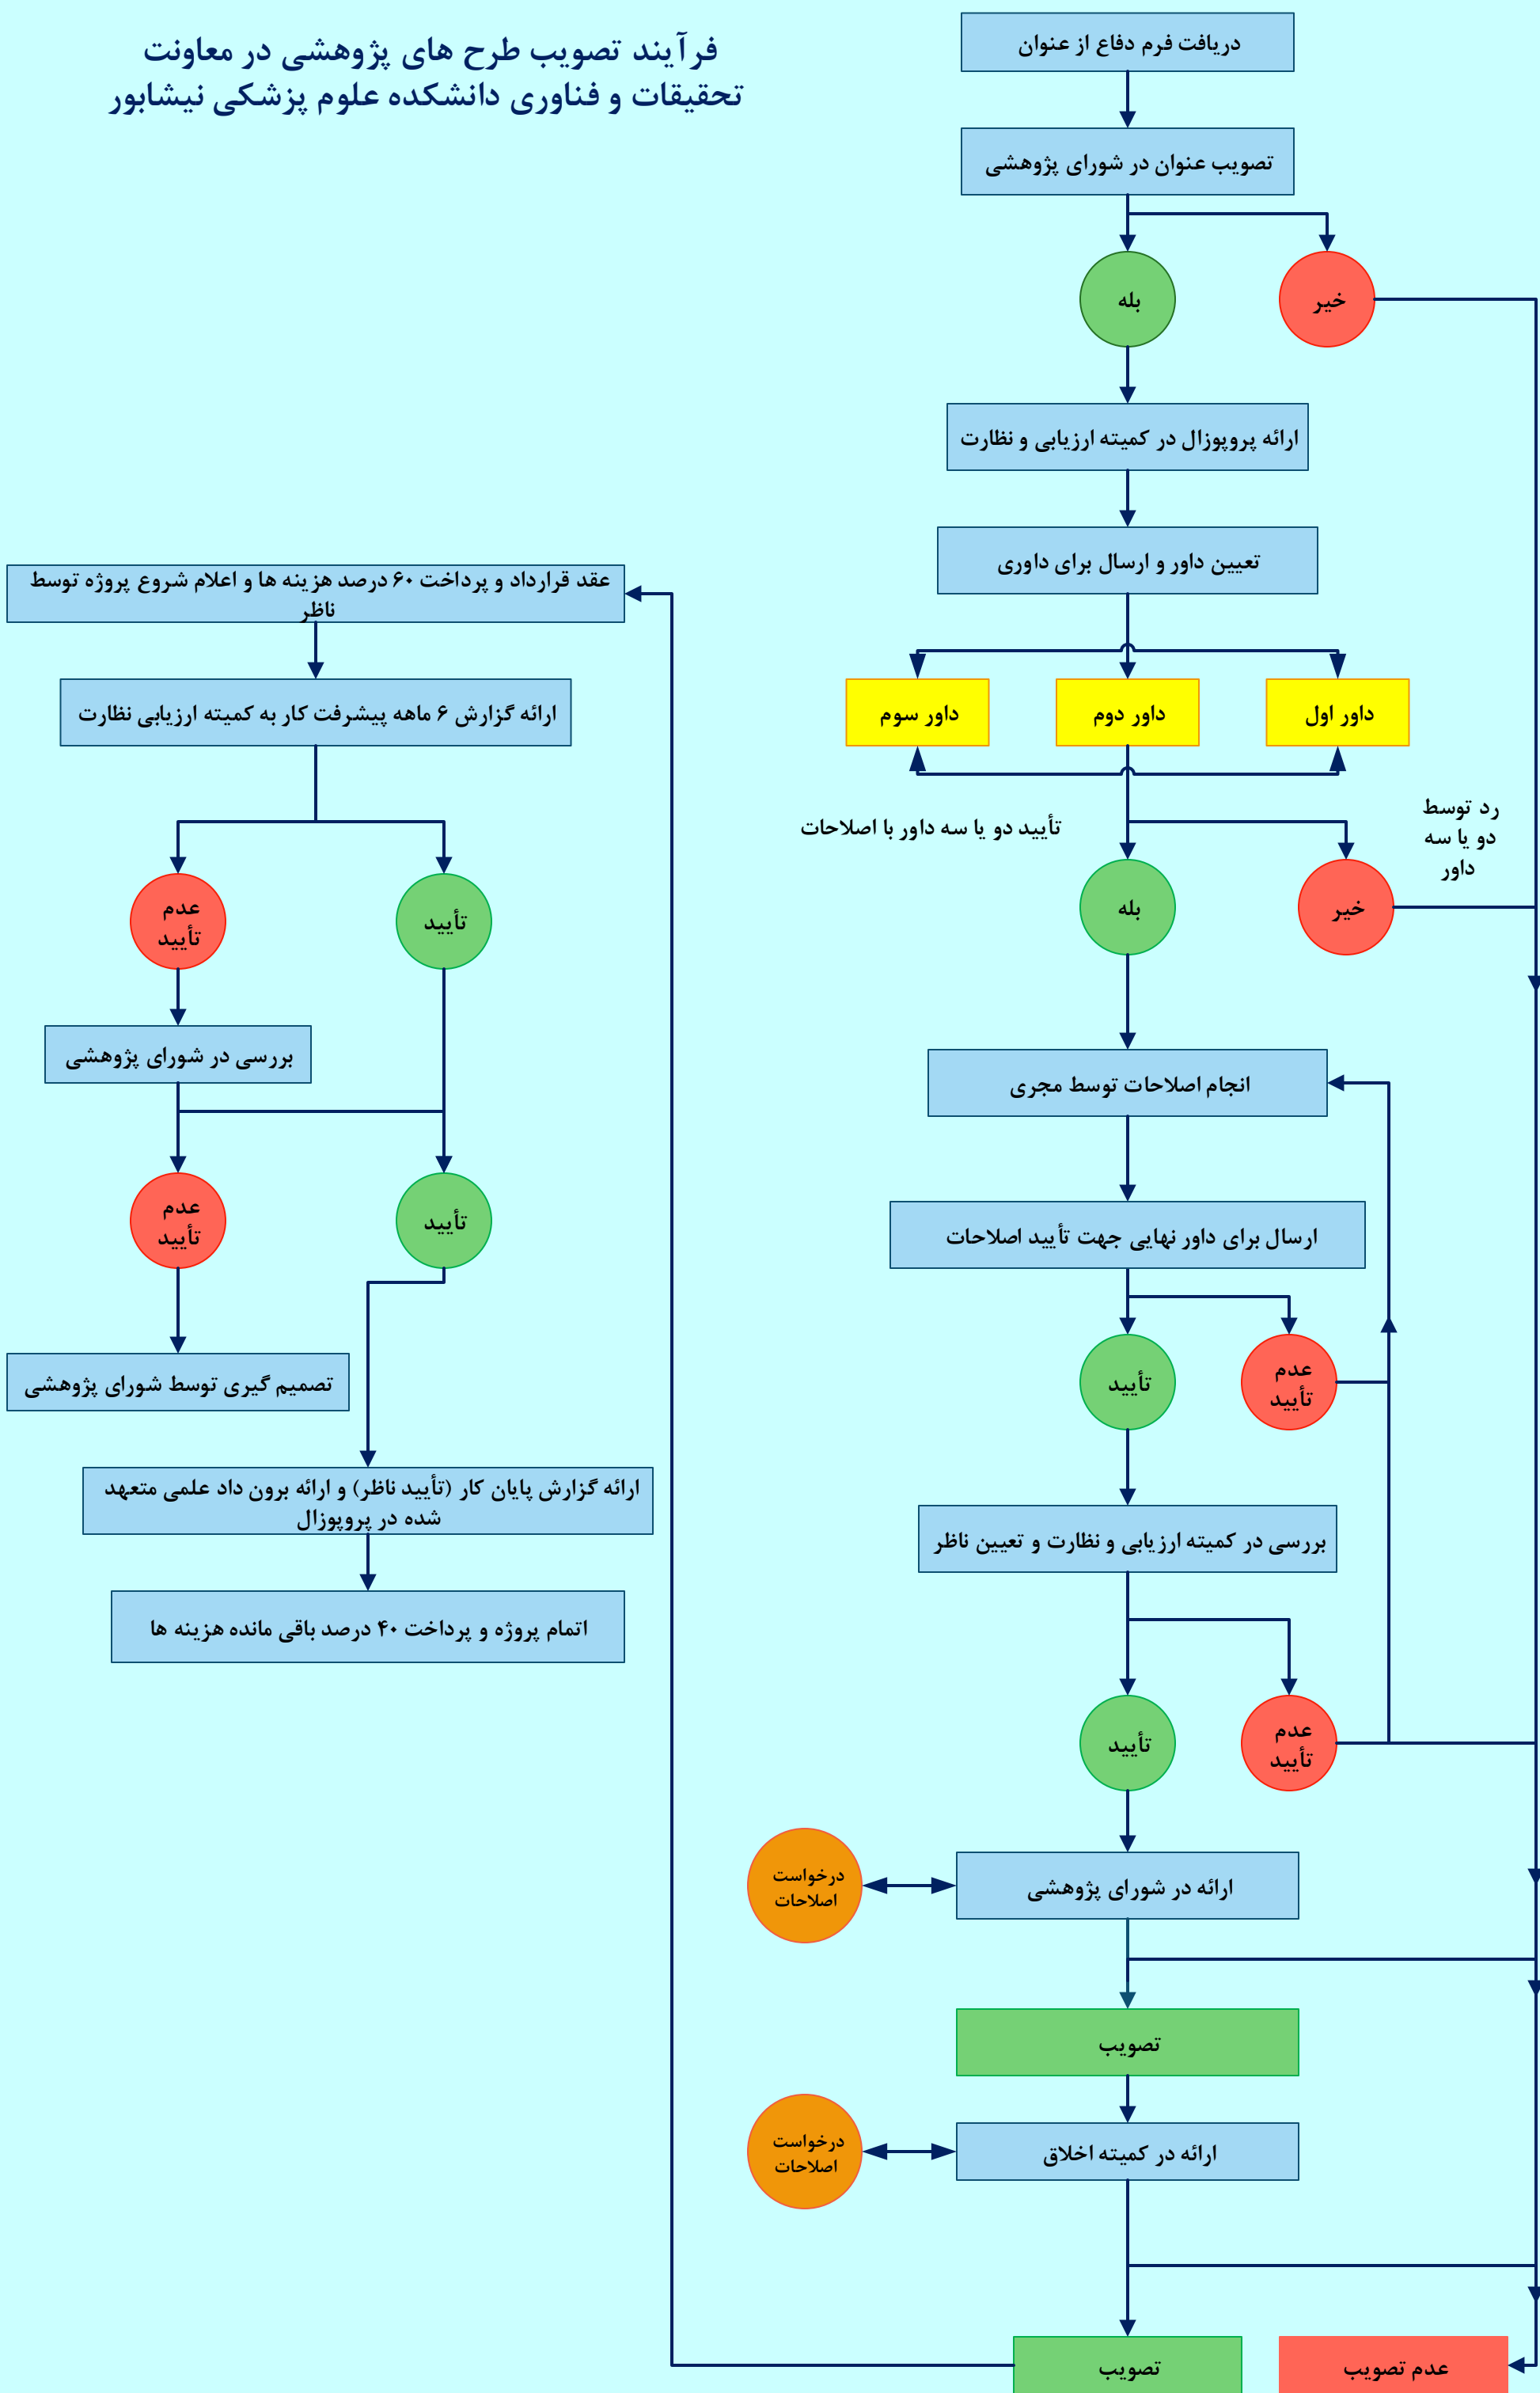 فرآیند تصویب طرح های پژوهشی در معاونت
تحقیقات و فناوری دانشکده علوم پزشکی نیشابور
دریافت فرم دفاع از عنوان
تصویب عنوان در شورای پژوهشی
خیر
بله
ارائه پروپوزال در کمیته ارزیابی و نظارت
تعیین داور و ارسال برای داوری
داور اول
داور دوم
داور سوم
رد توسط
دو یا سه
داور
تأیید دو یا سه داور با اصلاحات
خیر
بله
انجام اصلاحات توسط مجری
ارسال برای داور نهایی جهت تأیید اصلاحات
عدم
تأیید
تأیید
بررسی در کمیته ارزیابی و نظارت و تعیین ناظر
عدم
تأیید
تأیید
ارائه در شورای پژوهشی
درخواست
اصلاحات
تصویب
ارائه در کمیته اخلاق
درخواست
اصلاحات
عدم تصویب
تصویب
عقد قرارداد و پرداخت ۶۰ درصد هزینه ها و اعلام شروع پروژه توسط
ناظر
ارائه گزارش ۶ ماهه پیشرفت کار به کمیته ارزیابی نظارت
تأیید
عدم
تأیید
بررسی در شورای پژوهشی
تأیید
عدم
تأیید
تصمیم گیری توسط شورای پژوهشی
ارائه گزارش پایان کار (تأیید ناظر) و ارائه برون داد علمی متعهد
شده در پروپوزال
اتمام پروژه و پرداخت ۴۰ درصد باقی مانده هزینه ها